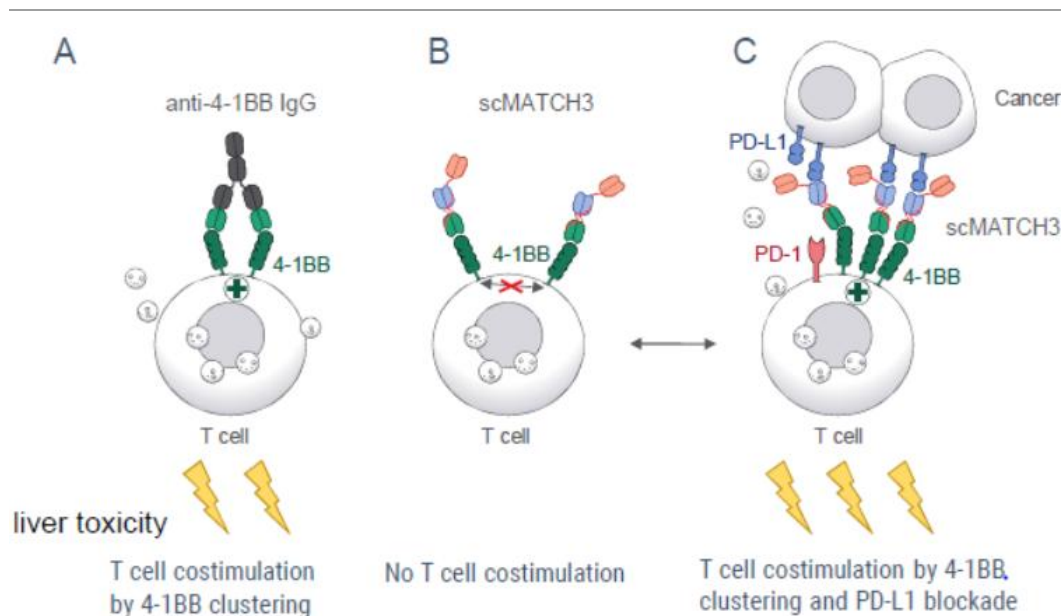 A
B
C
anti-4-1BB IgG
scMATCH3
Cancer
PD-L1
scMATCH3
4-1BB
4-1BB
PD-1
4-1BB
T cell
T cell
T cell
liver toxicity
T cell costimulation
by 4-1BB clustering
No T cell costimulation
T cell costimulation by 4-1BB,
clustering and PD-L1 blockade